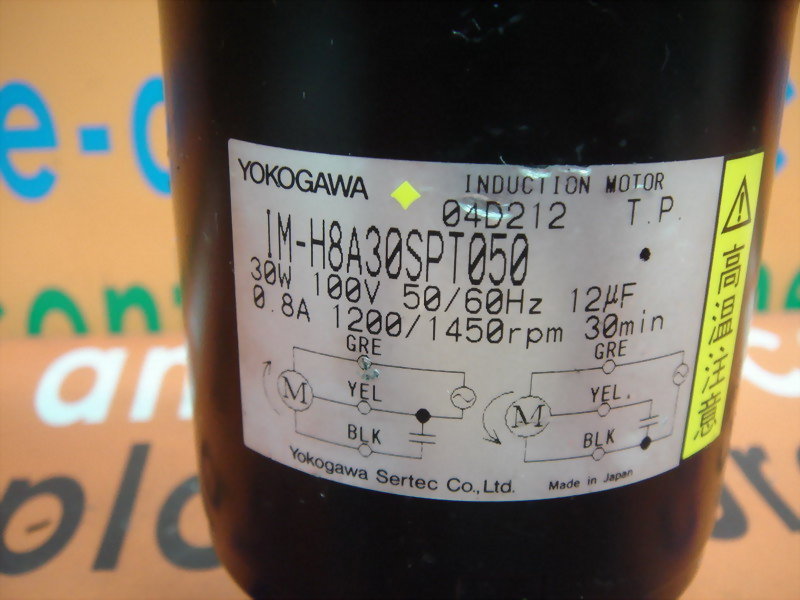 YOKOGAWA INDUCTION MOTOR
04D212 T.P.
IM-H8A30SPT050
30W 100V 50/60Hz 12μF
0.8A 1200/1450rpm 30min
GRE GRE
M YEL M YEL.
BLK BLK
Yokogawa Sertec Co.,Ltd. Made in Japan
高温注意